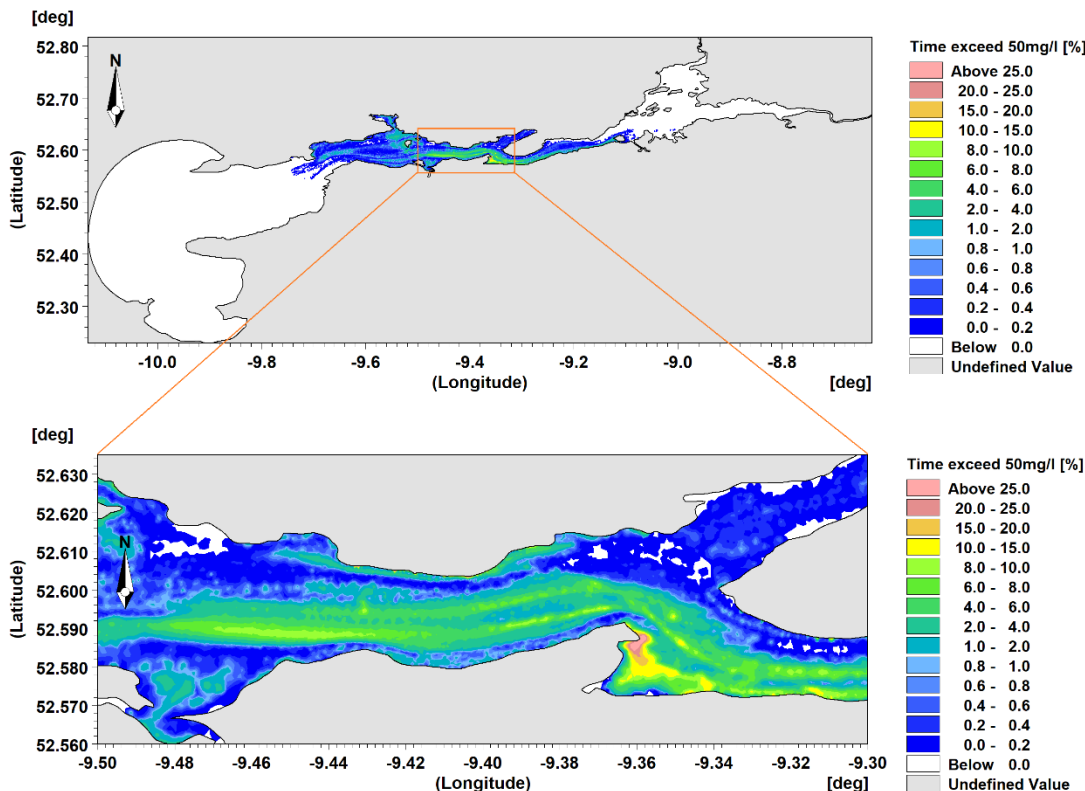 [deg]
52.80
52.70
52.60
52.50
52.40
52.30
(Latitude)
N
-10.0
-9.8
-9.6
-9.4
-9.2
-9.0
-8.8
(Longitude)
[deg]
Time exceed 50mg/l [%]
Above 25.0
20.0 - 25.0
15.0 - 20.0
10.0 - 15.0
8.0 - 10.0
6.0 - 8.0
4.0 - 6.0
2.0 - 4.0
1.0 - 2.0
0.8 - 1.0
0.6 - 0.8
0.4 - 0.6
0.2 - 0.4
0.0 - 0.2
Below 0.0
Undefined Value
[deg]
52.630
52.620
52.610
52.600
52.590
52.580
52.570
52.560
(Latitude)
N
-9.50
-9.48
-9.46
-9.44
-9.42
-9.40
-9.38
-9.36
-9.34
-9.32
-9.30
(Longitude)
[deg]
Time exceed 50mg/l [%]
Above 25.0
20.0 - 25.0
15.0 - 20.0
10.0 - 15.0
8.0 - 10.0
6.0 - 8.0
4.0 - 6.0
2.0 - 4.0
1.0 - 2.0
0.8 - 1.0
0.6 - 0.8
0.4 - 0.6
0.2 - 0.4
0.0 - 0.2
Below 0.0
Undefined Value